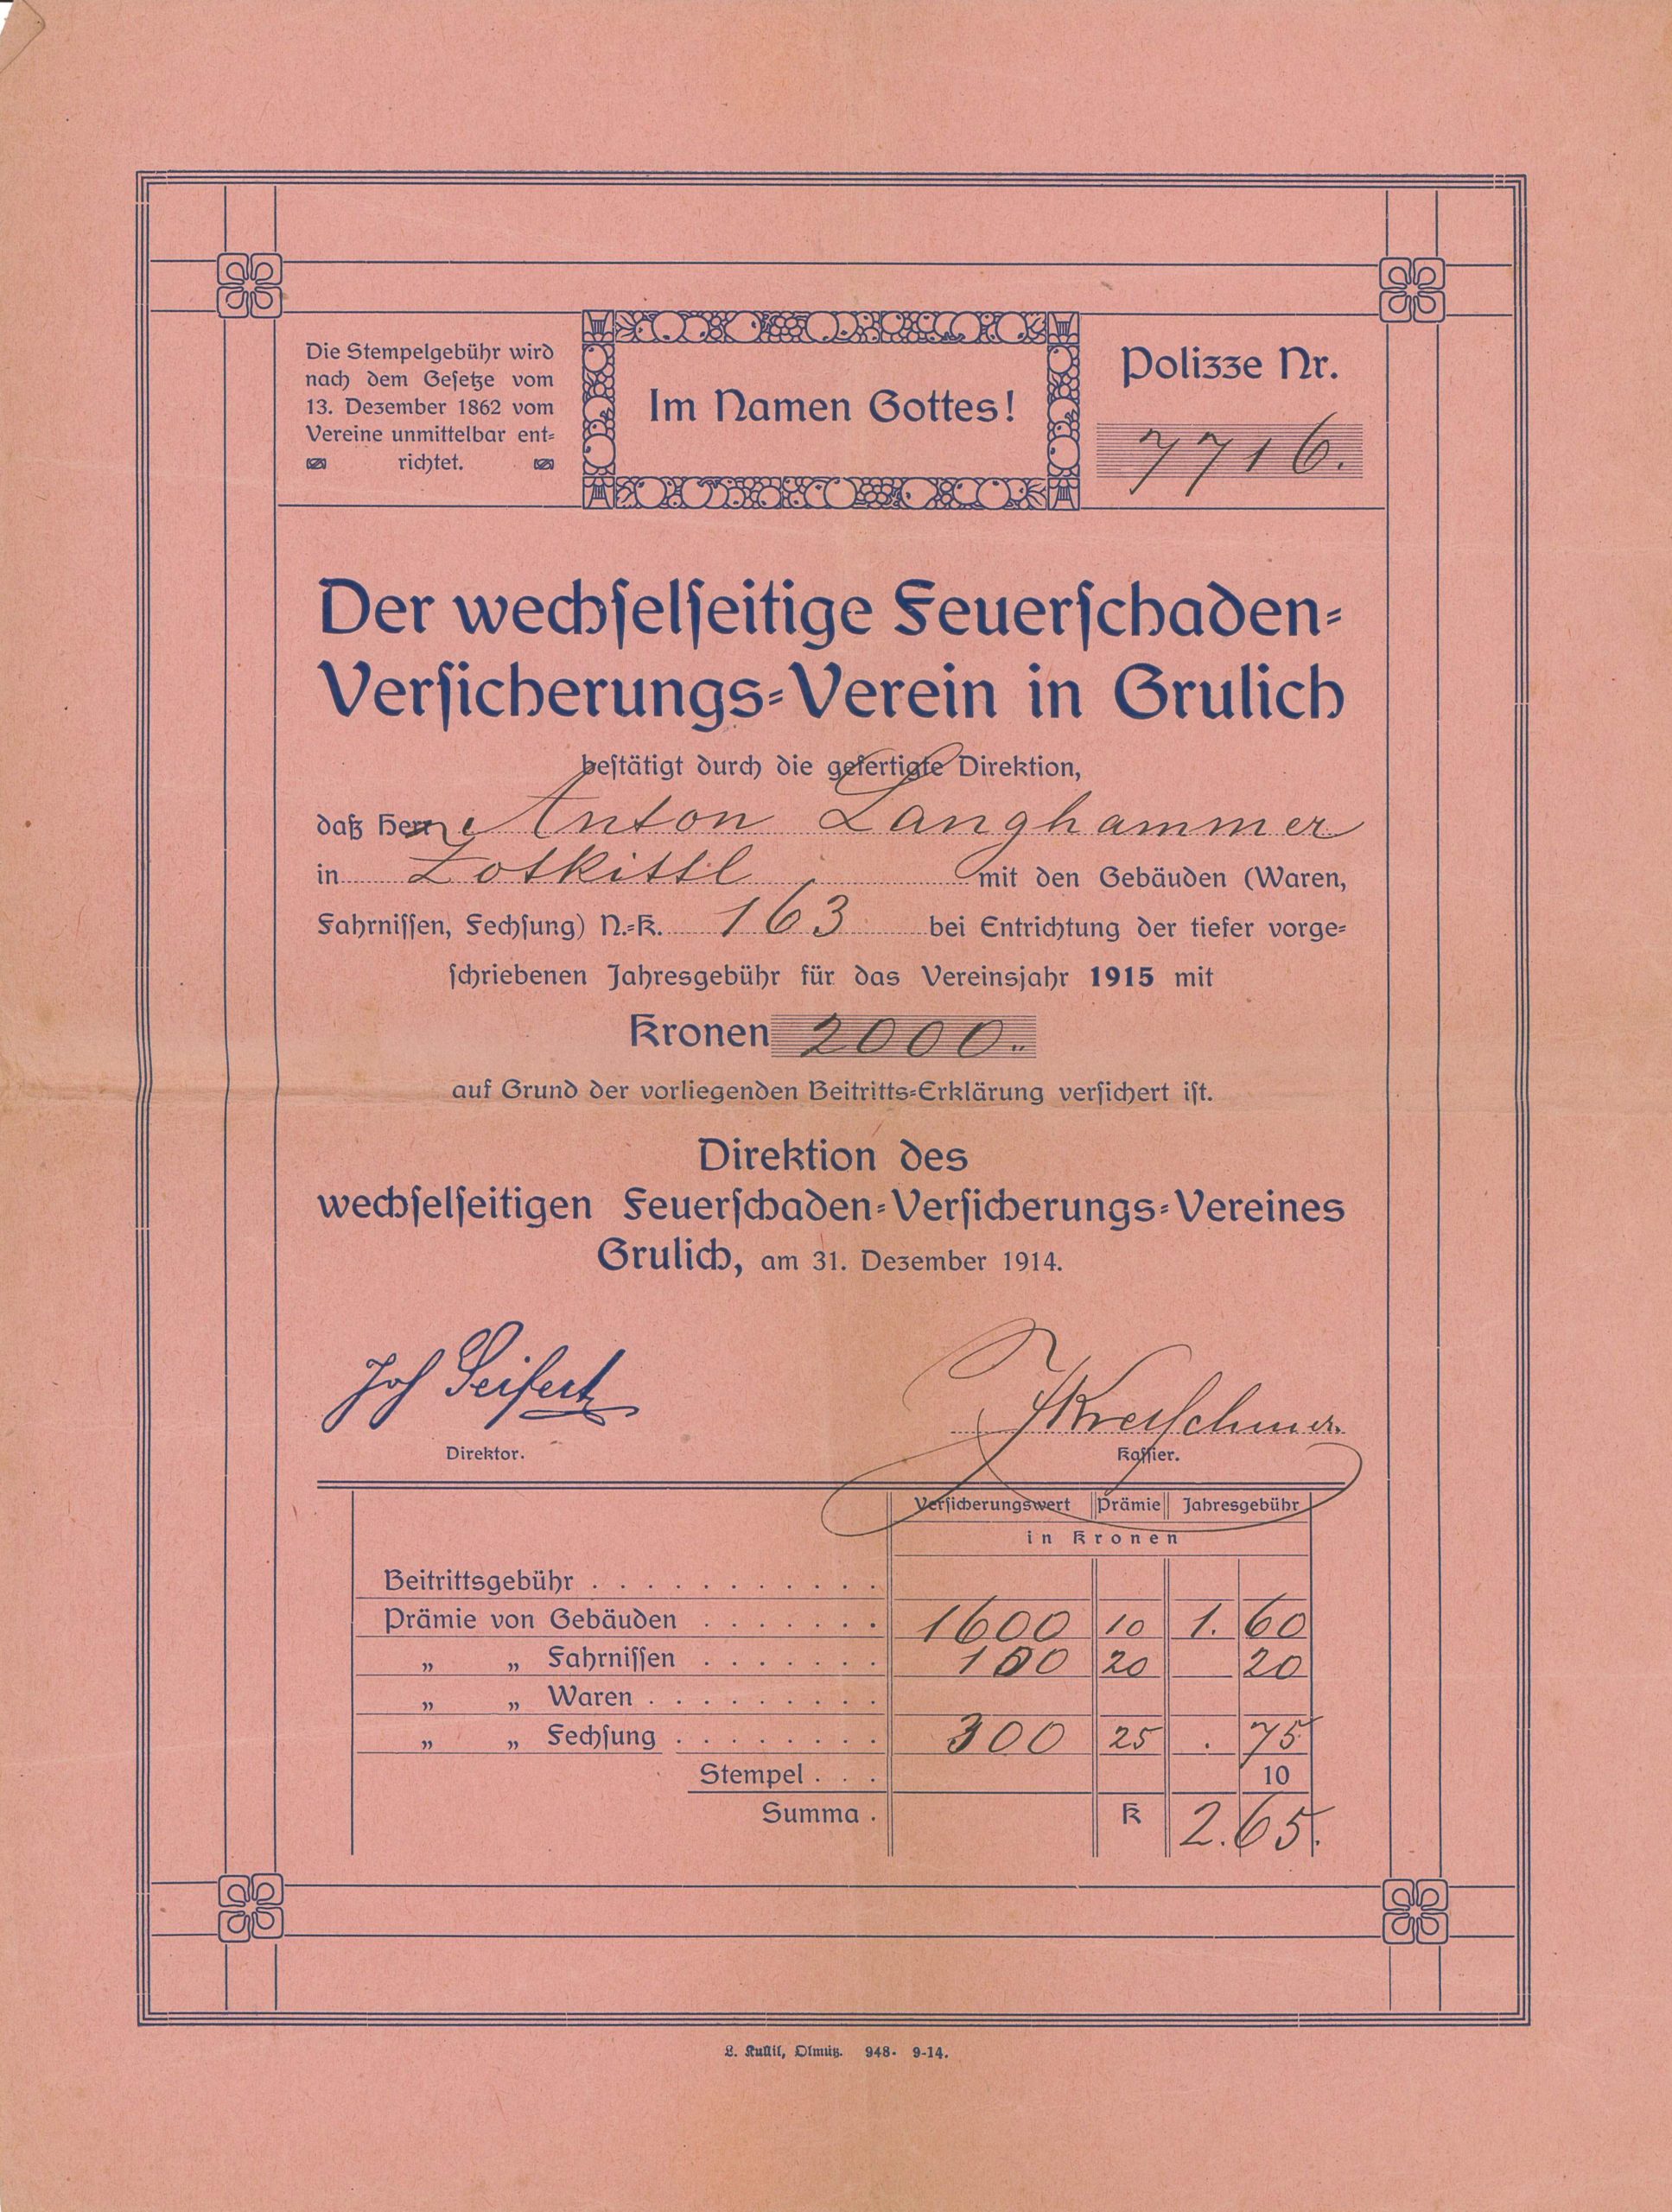 Die Stempelgebühr wird
nach dem Gesetze vom
13. Dezember 1862 vom
Vereine unmittelbar ent-
richtet.
Im Namen Gottes!
Polizze Nr.
7716.
Der wechselseitige Feuerschaden-
Versicherungs-Verein in Grulich
bestätigt durch die gefertigte Direktion,
daß Herr Anton Langhammer
in mit den Gebäuden (Waren,
Fahrnissen, Fechsung) N.-K. 163 bei Entrichtung der tiefer vorge-
schriebenen Jahresgebühr für das Vereinsjahr 1915 mit
Kronen 2000.
auf Grund der vorliegenden Beitritts-Erklärung versichert ist.
Direktion des
wechselseitigen Feuerschaden-Versicherungs-Vereines
Grulich, am 31. Dezember 1914.
Jos Seifert
Direktor.
Kretschmer
Kassier.
Versicherungswert Prämie Jahresgebühr
in Kronen
Beitrittsgebühr . . . . . . . . . . .
Prämie von Gebäuden . . . . . . . 1600 10 1. 60
„ „ Fahrnissen . . . . . . . 100 20 20
„ „ Waren . . . . . . . . .
„ „ Fechsung . . . . . . . . 300 25 . 75
Stempel . . . 10
Summa . K 2.65.
L. Kullil, Olmütz. 948- 9-14.